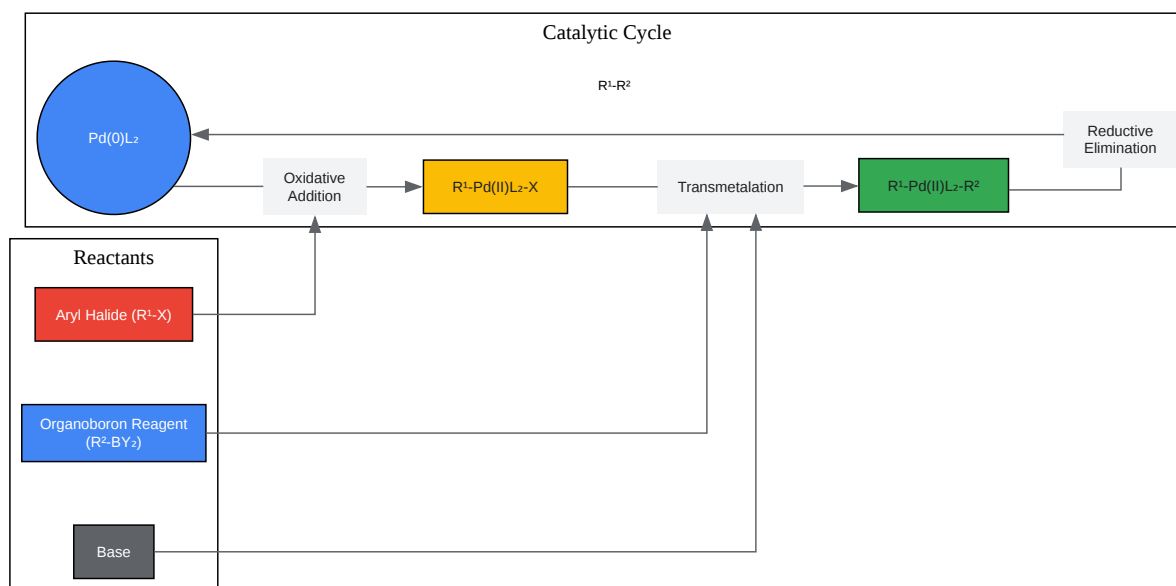 Catalytic Cycle
R¹-R²
Pd(0)L₂
Reductive
Elimination
Oxidative
Addition
R¹-Pd(II)L₂-X
Transmetalation
R¹-Pd(II)L₂-R²
Reactants
Aryl Halide (R¹-X)
Organoboron Reagent
(R²-BY₂)
Base